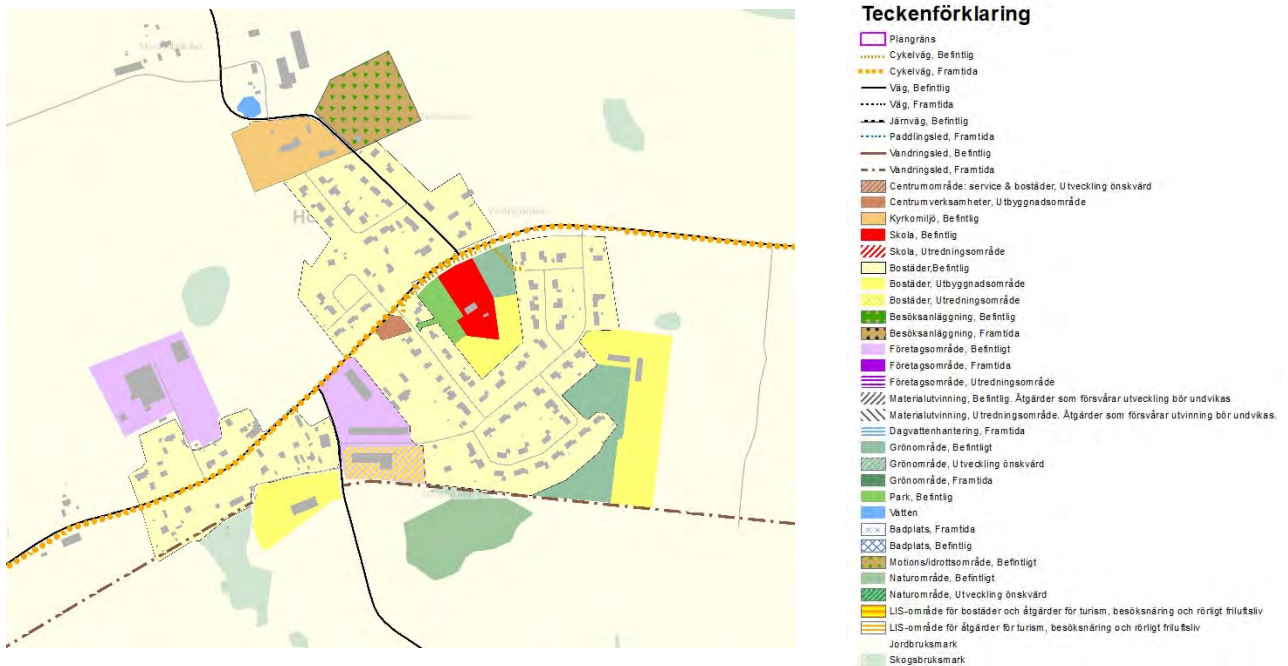 Teckenförklaring
Plangräns
Cykelväg, Befintlig
Cykelväg, Framtida
Väg, Befintlig
Väg, Framtida
Järnväg, Befintlig
Paddlingsled, Framtida
Vandringsled, Befintlig
Vandringsled, Framtida
Centrumområde: service & bostäder, Utveckling önskvärd
Centrumverksamheter, Utbyggnadsområde
Kyrkomiljö, Befintlig
Skola, Befintlig
Skola, Utredningsområde
Bostäder,Befintlig
Bostäder, Utbyggnadsområde
Bostäder, Utredningsområde
Besöksanläggning, Befintlig
Besöksanläggning, Framtida
Företagsområde, Befintligt
Företagsområde, Framtida
Företagsområde, Utredningsområde
Materialutvinning, Befintlig. Åtgärder som försvårar utveckling bör undvikas
Materialutvinning, Utredningsområde. Åtgärder som försvårar utvinning bör undvikas.
Dagvattenhantering, Framtida
Grönområde, Befintligt
Grönområde, Utveckling önskvärd
Grönområde, Framtida
Park, Befintlig
Vatten
Badplats, Framtida
Badplats, Befintlig
Motions/idrottsområde, Befintligt
Naturområde, Befintligt
Naturområde, Utveckling önskvärd
LIS-område för bostäder och åtgärder för turism, besöksnäring och rörligt friluftsliv
LIS-område för åtgärder för turism, besöksnäring och rörligt friluftsliv
Jordbruksmark
Skogsbruksmark